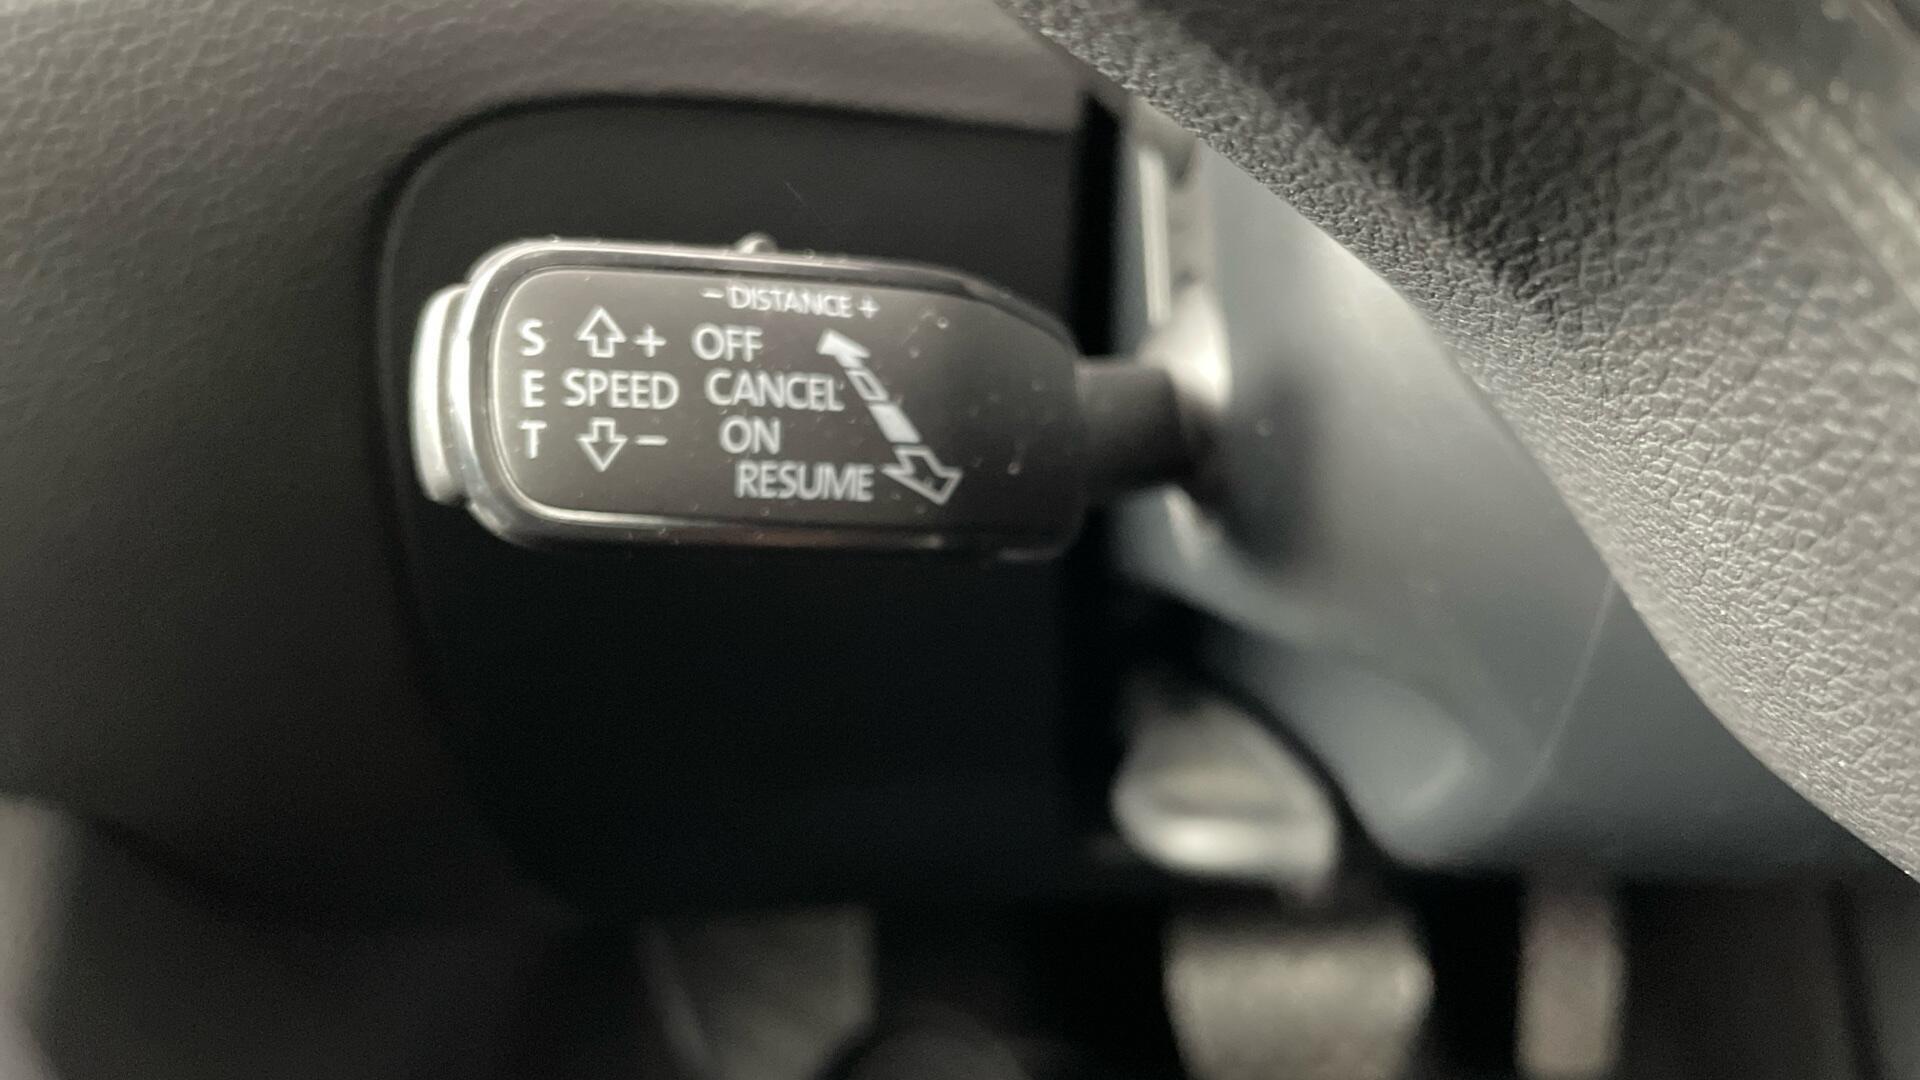 - DISTANCE +
S ⇧+ OFF
E SPEED CANCEL
T ⇩- ON
RESUME